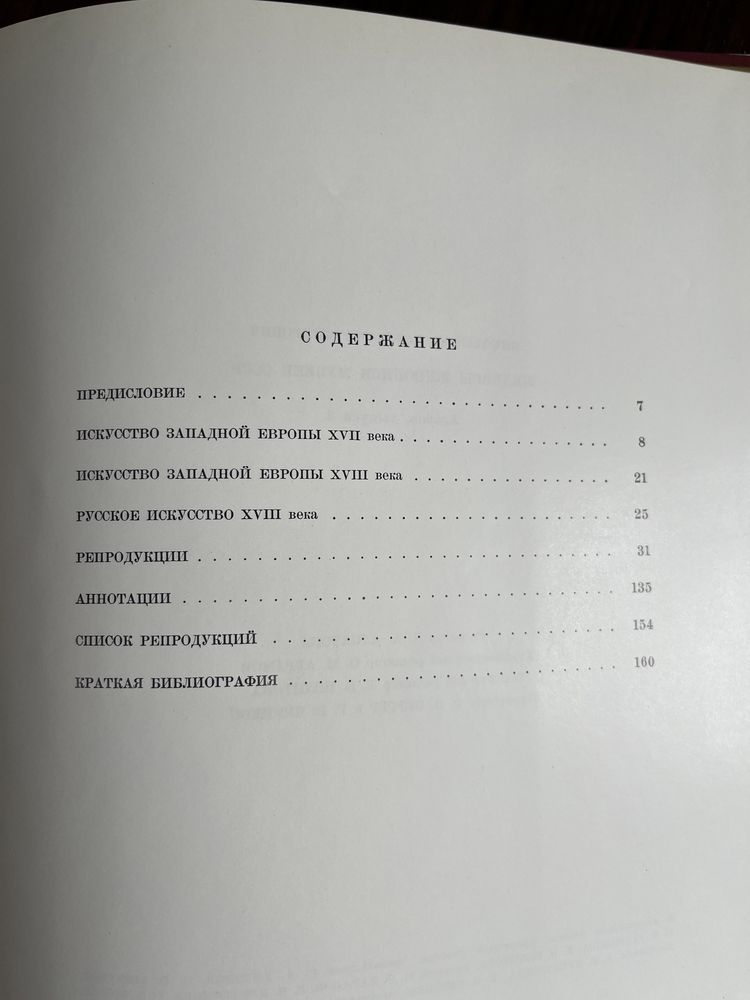 СОДЕРЖАНИЕ
ПРЕДИСЛОВИЕ . . . . . . . . . . . . . . . . . . . . . . . . . . . . 7
ИСКУССТВО ЗАПАДНОЙ ЕВРОПЫ XVII века . . . . . . . . . . . . . . 8
ИСКУССТВО ЗАПАДНОЙ ЕВРОПЫ XVIII века . . . . . . . . . . . . . 21
РУССКОЕ ИСКУССТВО XVIII века . . . . . . . . . . . . . . . . . . 25
РЕПРОДУКЦИИ . . . . . . . . . . . . . . . . . . . . . . . . . . . . 31
АННОТАЦИИ . . . . . . . . . . . . . . . . . . . . . . . . . . . . . 135
СПИСОК РЕПРОДУКЦИЙ . . . . . . . . . . . . . . . . . . . . . . . 154
КРАТКАЯ БИБЛИОГРАФИЯ . . . . . . . . . . . . . . . . . . . . . . 160